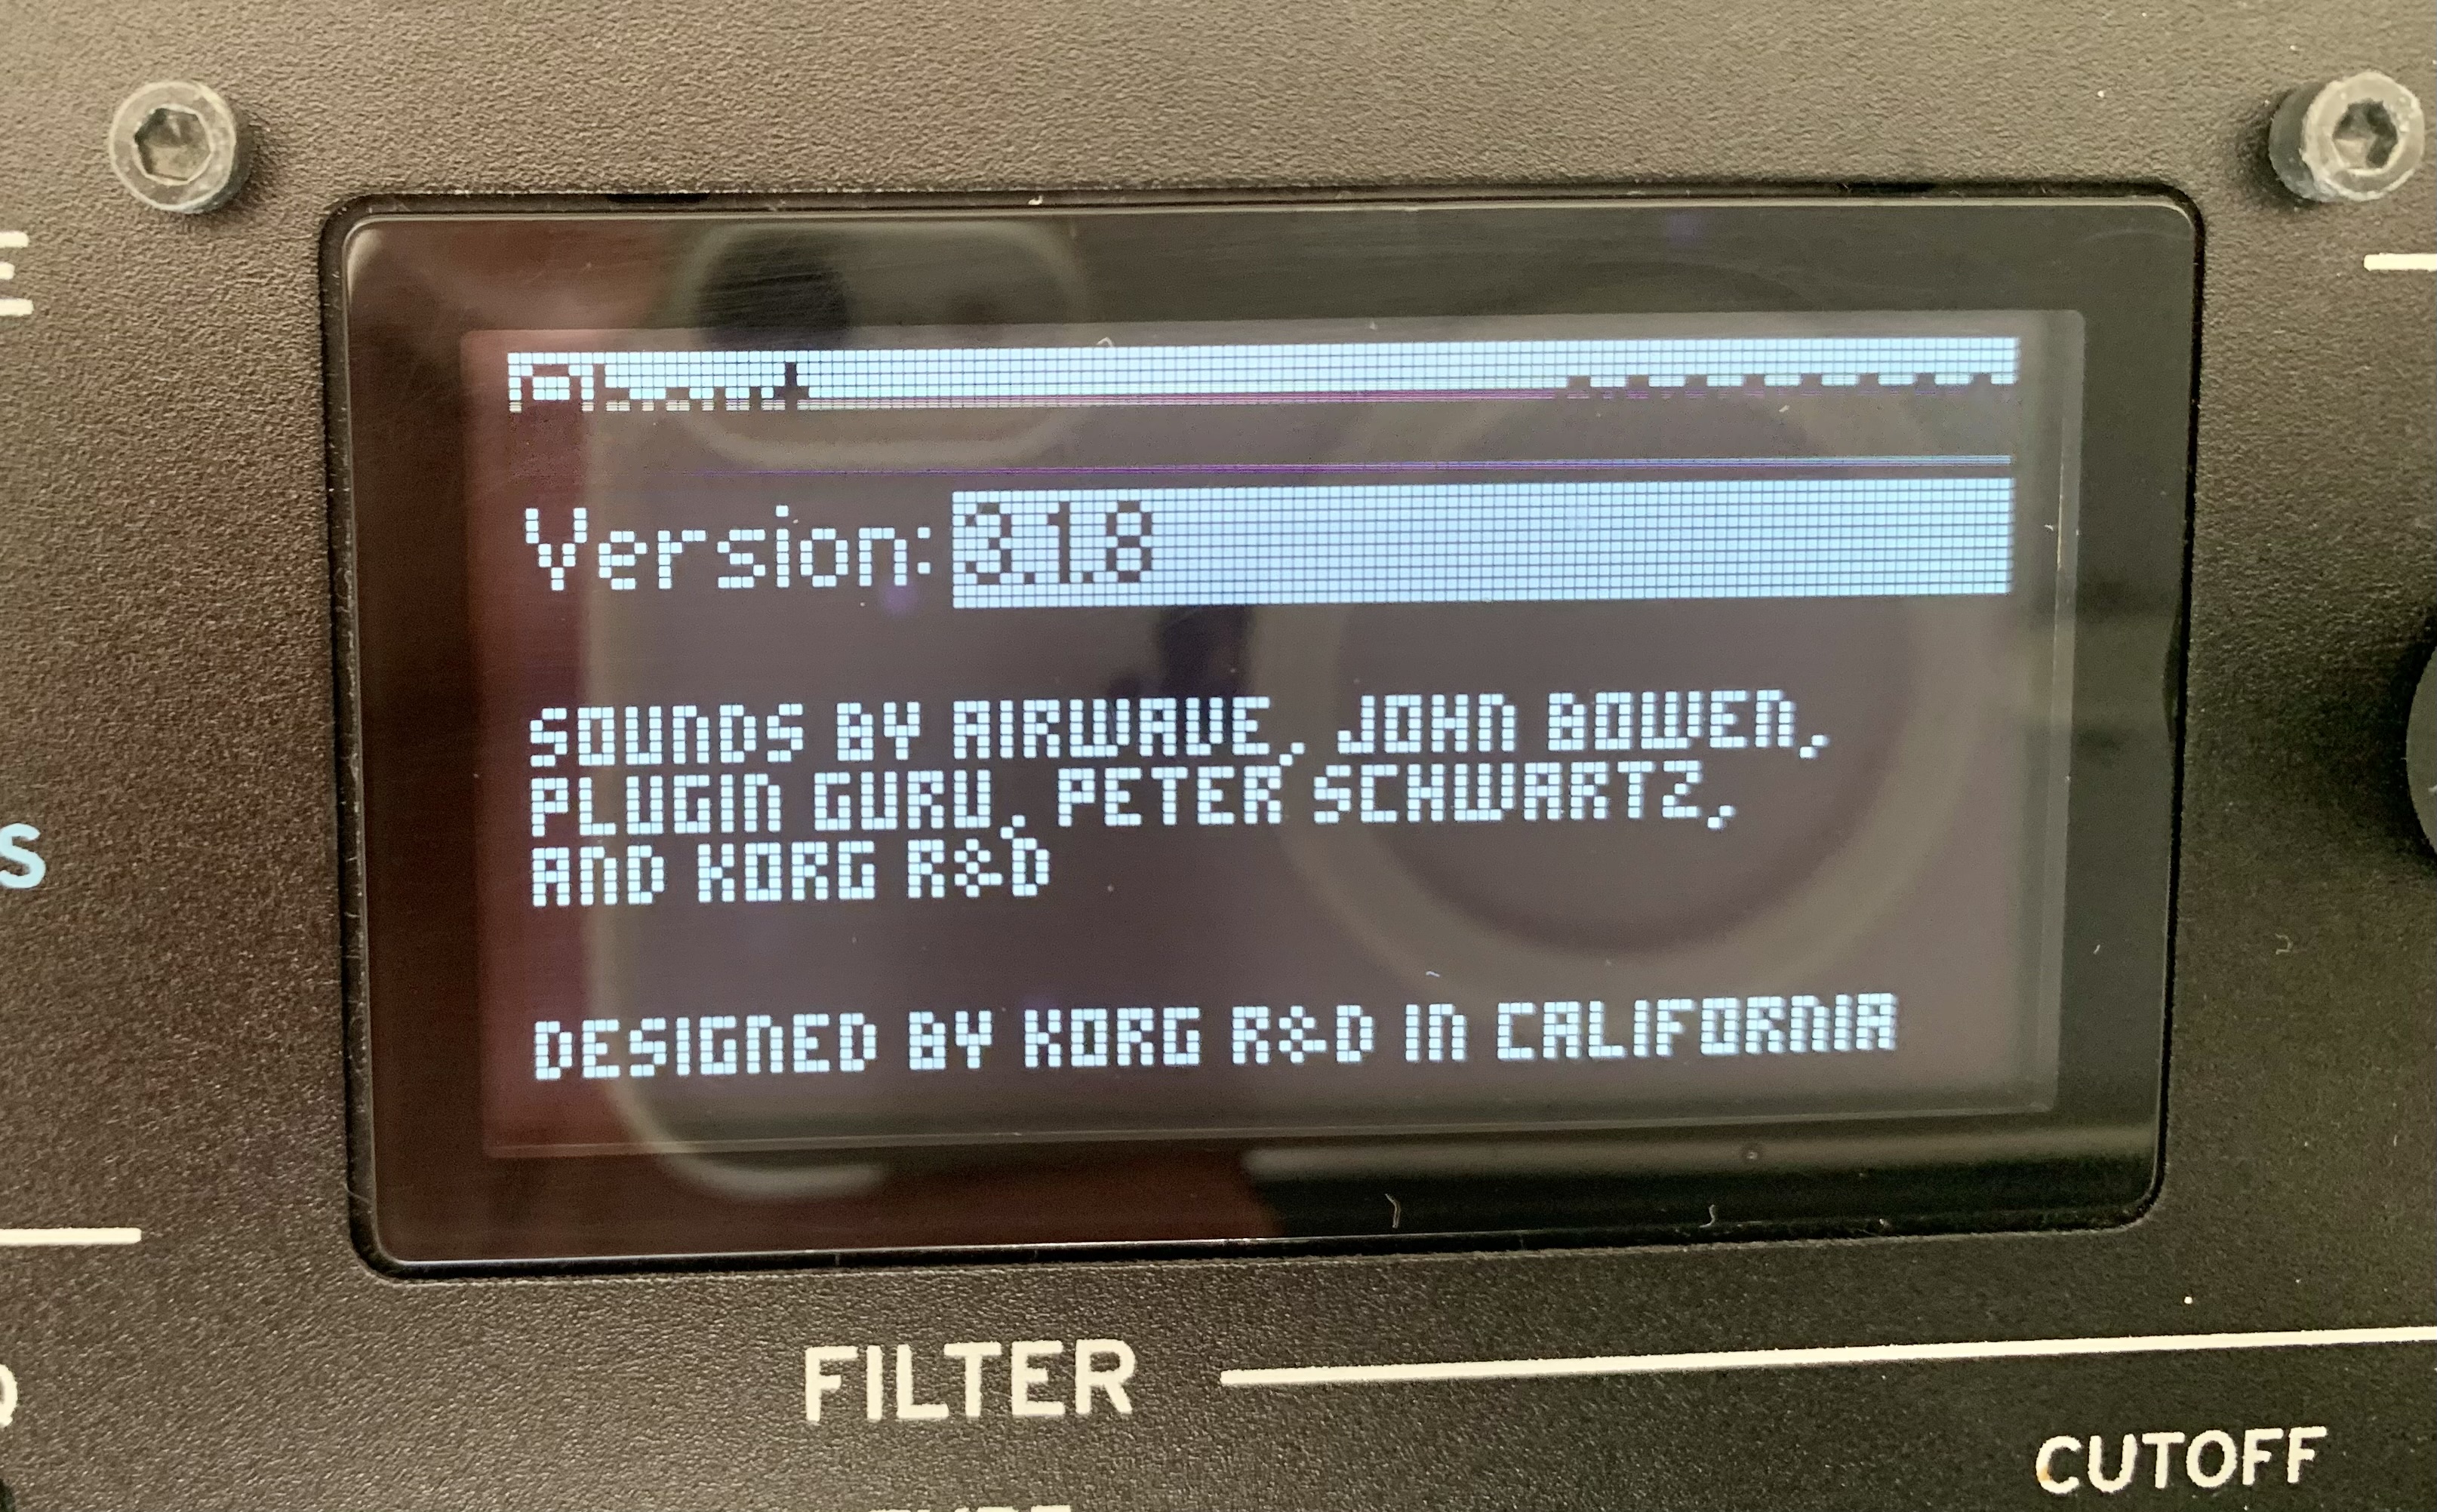 About
Version: 3.1.8
SOUNDS BY AIRWAVE, JOHN BOWEN,
PLUGIN GURU, PETER SCHWARTZ,
AND KORG R&D
DESIGNED BY KORG R&D IN CALIFORNIA
FILTER
CUTOFF